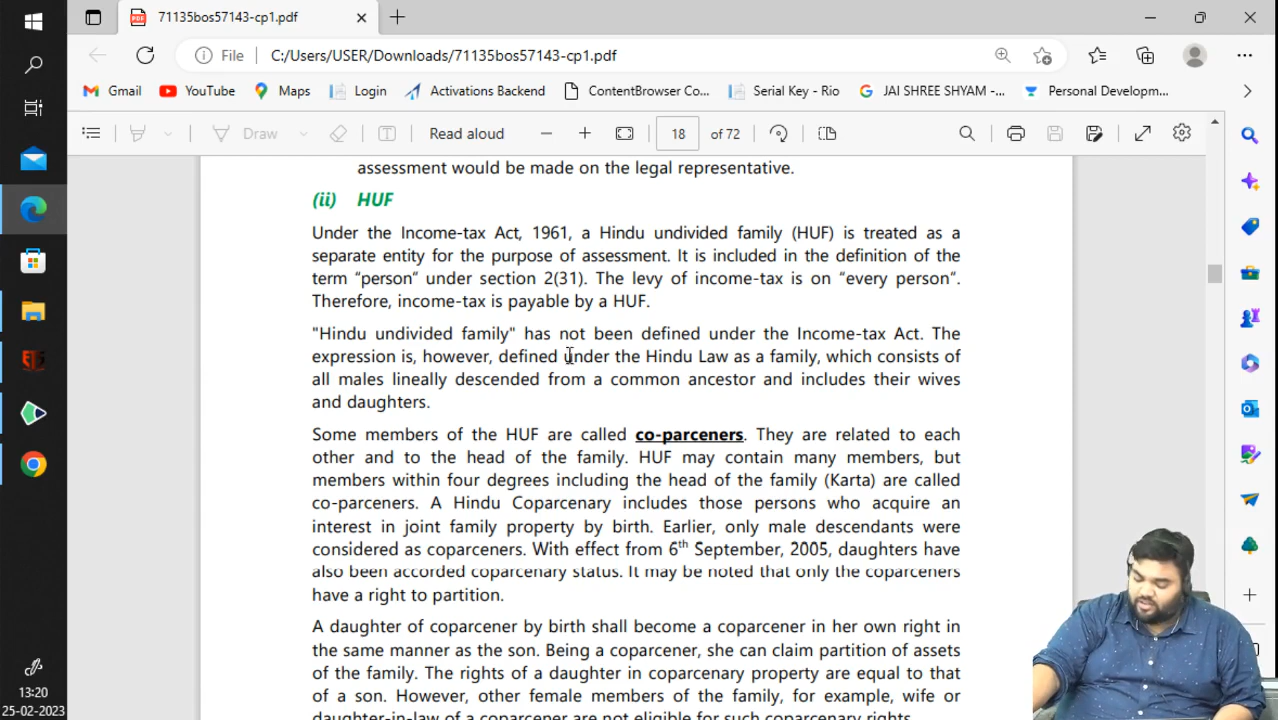 71135bos57143-cp1.pdf
File C:/Users/USER/Downloads/71135bos57143-cp1.pdf
Gmail YouTube Maps Login Activations Backend ContentBrowser Co... Serial Key - Rio JAI SHREE SHYAM -... Personal Developm...
Draw Read aloud 18 of 72
assessment would be made on the legal representative.
(ii) HUF
Under the Income-tax Act, 1961, a Hindu undivided family (HUF) is treated as a
separate entity for the purpose of assessment. It is included in the definition of the
term “person” under section 2(31). The levy of income-tax is on “every person”.
Therefore, income-tax is payable by a HUF.
"Hindu undivided family" has not been defined under the Income-tax Act. The
expression is, however, defined under the Hindu Law as a family, which consists of
all males lineally descended from a common ancestor and includes their wives
and daughters.
Some members of the HUF are called co-parceners. They are related to each
other and to the head of the family. HUF may contain many members, but
members within four degrees including the head of the family (Karta) are called
co-parceners. A Hindu Coparcenary includes those persons who acquire an
interest in joint family property by birth. Earlier, only male descendants were
considered as coparceners. With effect from 6th September, 2005, daughters have
also been accorded coparcenary status. It may be noted that only the coparceners
have a right to partition.
A daughter of coparcener by birth shall become a coparcener in her own right in
the same manner as the son. Being a coparcener, she can claim partition of assets
of the family. The rights of a daughter in coparcenary property are equal to that
of a son. However, other female members of the family, for example, wife or
daughter-in-law of a coparcener are not eligible for such coparcenary rights.
13:20
25-02-2023